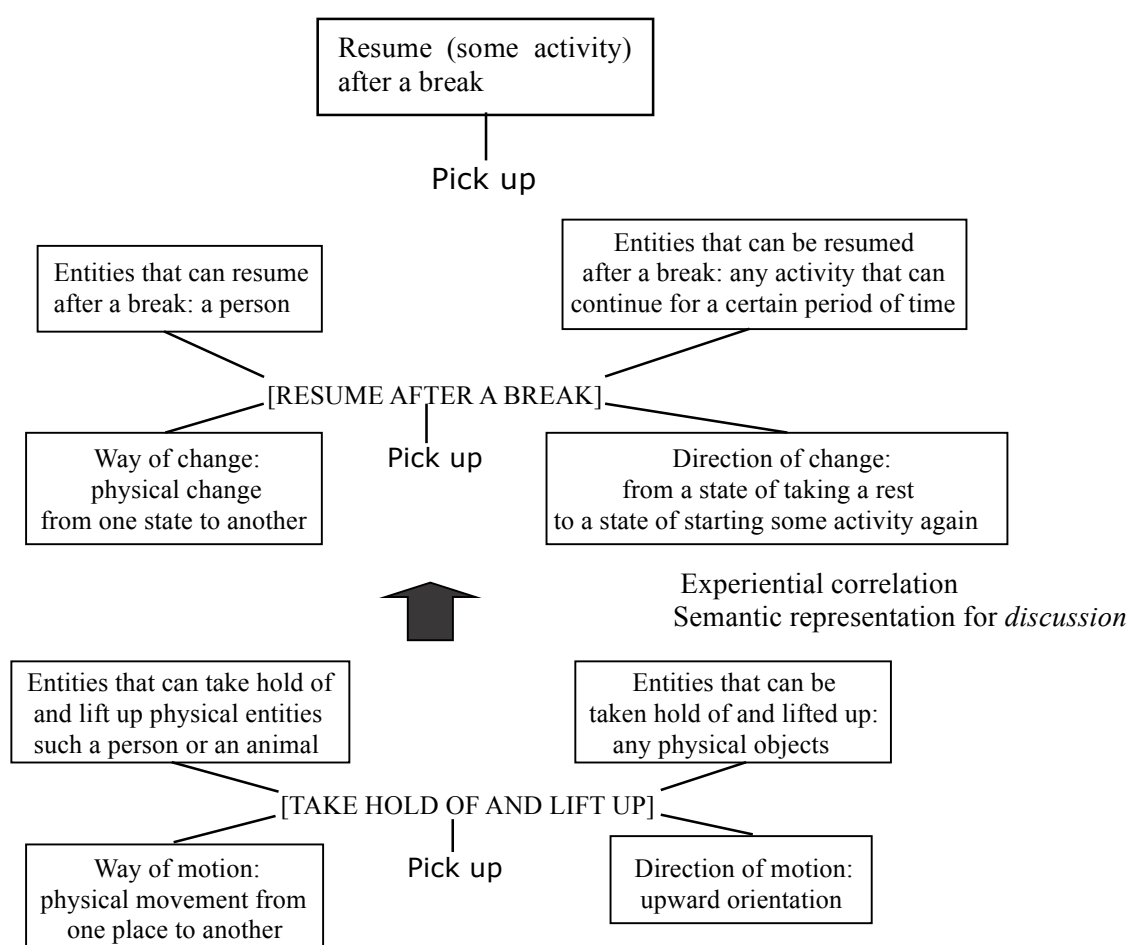 Resume (some activity)
after a break
Pick up
Entities that can resume
after a break: a person
Entities that can be resumed
after a break: any activity that can
continue for a certain period of time
[RESUME AFTER A BREAK]
Way of change:
physical change
from one state to another
Pick up
Direction of change:
from a state of taking a rest
to a state of starting some activity again
Experiential correlation
Semantic representation for discussion
Entities that can take hold of
and lift up physical entities
such a person or an animal
Entities that can be
taken hold of and lifted up:
any physical objects
[TAKE HOLD OF AND LIFT UP]
Way of motion:
physical movement from
one place to another
Pick up
Direction of motion:
upward orientation